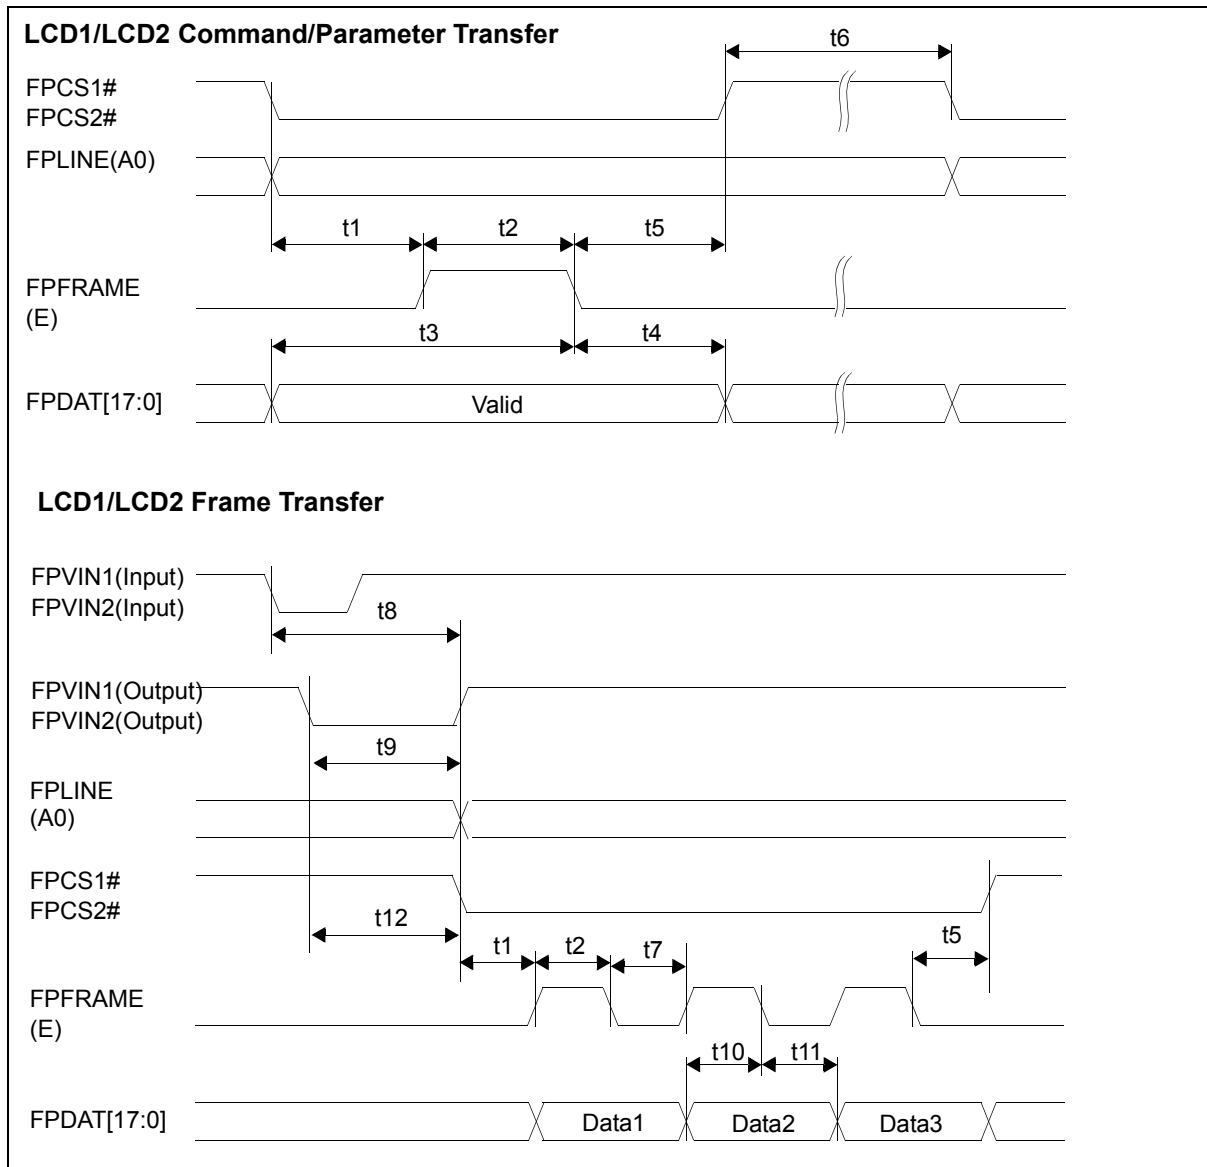 LCD1/LCD2 Command/Parameter Transfer
t6
FPCS1#
FPCS2#
FPLINE(A0)
t1
t2
t5
FPFRAME
(E)
t3
t4
FPDAT[17:0]
Valid
LCD1/LCD2 Frame Transfer
FPVIN1(Input)
FPVIN2(Input)
t8
FPVIN1(Output)
FPVIN2(Output)
t9
FPLINE
(A0)
FPCS1#
FPCS2#
t12
t1
t2
t7
t5
FPFRAME
(E)
t10
t11
FPDAT[17:0]
Data1
Data2
Data3